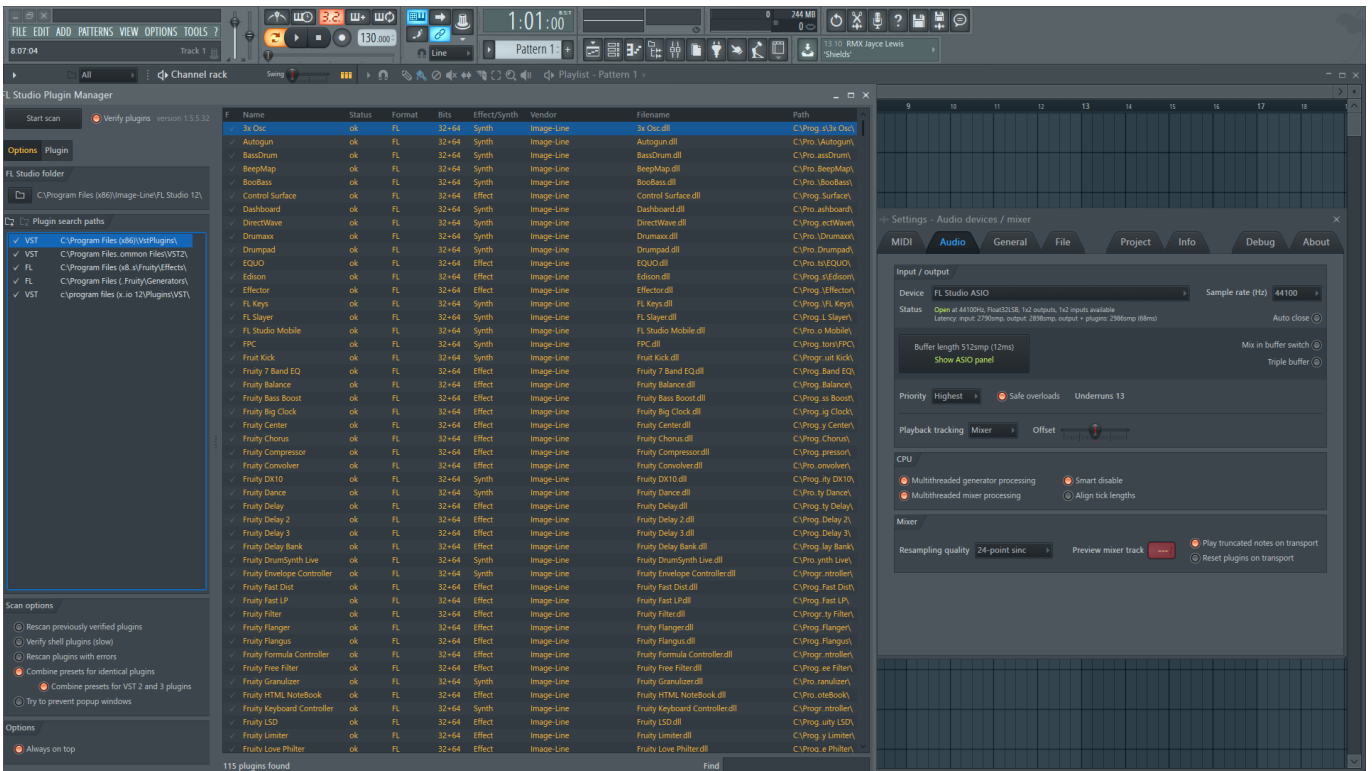 FILE EDIT ADD PATTERNS VIEW OPTIONS TOOLS ?
8:07:04 Track 1
3.2
130.000
Line
1:01:00
B:S:T
Pattern 1 +
0 244 MB
0
13.10 RMX Jayce Lewis
'Shields'
All Channel rack Swing Playlist - Pattern 1
FL Studio Plugin Manager
Start scan Verify plugins version 1.5.5.32
Options Plugin
FL Studio folder
C:\Program Files (x86)\Image-Line\FL Studio 12\
Plugin search paths
VST C:\Program Files (x86)\VstPlugins\
VST C:\Program Files..ommon Files\VST2\
FL C:\Program Files (x8..s\Fruity\Effects\
FL C:\Program Files (..Fruity\Generators\
VST c:\program files (x..io 12\Plugins\VST\
Scan options
Rescan previously verified plugins
Verify shell plugins (slow)
Rescan plugins with errors
Combine presets for identical plugins
Combine presets for VST 2 and 3 plugins
Try to prevent popup windows
Options
Always on top
F Name Status Format Bits Effect/Synth Vendor Filename Path
3x Osc ok FL 32+64 Synth Image-Line 3x Osc.dll C:\Prog..s\3x Osc\
Autogun ok FL 32+64 Synth Image-Line Autogun.dll C:\Pro..\Autogun\
BassDrum ok FL 32+64 Synth Image-Line BassDrum.dll C:\Pro..assDrum\
BeepMap ok FL 32+64 Synth Image-Line BeepMap.dll C:\Pro..BeepMap\
BooBass ok FL 32+64 Synth Image-Line BooBass.dll C:\Pro..\BooBass\
Control Surface ok FL 32+64 Effect Image-Line Control Surface.dll C:\Prog..Surface\
Dashboard ok FL 32+64 Synth Image-Line Dashboard.dll C:\Pro..ashboard\
DirectWave ok FL 32+64 Synth Image-Line DirectWave.dll C:\Prog..ectWave\
Drumaxx ok FL 32+64 Synth Image-Line Drumaxx.dll C:\Pro..\Drumaxx\
Drumpad ok FL 32+64 Synth Image-Line Drumpad.dll C:\Pro..Drumpad\
EQUO ok FL 32+64 Effect Image-Line EQUO.dll C:\Pro..ts\EQUO\
Edison ok FL 32+64 Effect Image-Line Edison.dll C:\Prog..s\Edison\
Effector ok FL 32+64 Effect Image-Line Effector.dll C:\Prog..\Effector\
FL Keys ok FL 32+64 Synth Image-Line FL Keys.dll C:\Prog..\FL Keys\
FL Slayer ok FL 32+64 Synth Image-Line FL Slayer.dll C:\Prog..L Slayer\
FL Studio Mobile ok FL 32+64 Synth Image-Line FL Studio Mobile.dll C:\Pro..o Mobile\
FPC ok FL 32+64 Synth Image-Line FPC.dll C:\Prog..tors\FPC\
Fruit Kick ok FL 32+64 Synth Image-Line Fruit Kick.dll C:\Progr..uit Kick\
Fruity 7 Band EQ ok FL 32+64 Effect Image-Line Fruity 7 Band EQ.dll C:\Prog..Band EQ\
Fruity Balance ok FL 32+64 Effect Image-Line Fruity Balance.dll C:\Prog..Balance\
Fruity Bass Boost ok FL 32+64 Effect Image-Line Fruity Bass Boost.dll C:\Prog..ss Boost\
Fruity Big Clock ok FL 32+64 Effect Image-Line Fruity Big Clock.dll C:\Prog..ig Clock\
Fruity Center ok FL 32+64 Effect Image-Line Fruity Center.dll C:\Prog..y Center\
Fruity Chorus ok FL 32+64 Effect Image-Line Fruity Chorus.dll C:\Prog..Chorus\
Fruity Compressor ok FL 32+64 Effect Image-Line Fruity Compressor.dll C:\Prog..pressor\
Fruity Convolver ok FL 32+64 Effect Image-Line Fruity Convolver.dll C:\Pro..onvolver\
Fruity DX10 ok FL 32+64 Synth Image-Line Fruity DX10.dll C:\Prog..ity DX10\
Fruity Dance ok FL 32+64 Synth Image-Line Fruity Dance.dll C:\Pro..ty Dance\
Fruity Delay ok FL 32+64 Effect Image-Line Fruity Delay.dll C:\Prog..ty Delay\
Fruity Delay 2 ok FL 32+64 Effect Image-Line Fruity Delay 2.dll C:\Prog..Delay 2\
Fruity Delay 3 ok FL 32+64 Effect Image-Line Fruity Delay 3.dll C:\Prog..Delay 3\
Fruity Delay Bank ok FL 32+64 Effect Image-Line Fruity Delay Bank.dll C:\Prog..lay Bank\
Fruity DrumSynth Live ok FL 32+64 Synth Image-Line Fruity DrumSynth Live.dll C:\Pro..ynth Live\
Fruity Envelope Controller ok FL 32+64 Synth Image-Line Fruity Envelope Controller.dll C:\Progr..ntroller\
Fruity Fast Dist ok FL 32+64 Effect Image-Line Fruity Fast Dist.dll C:\Prog..Fast Dist\
Fruity Fast LP ok FL 32+64 Effect Image-Line Fruity Fast LP.dll C:\Prog..Fast LP\
Fruity Filter ok FL 32+64 Effect Image-Line Fruity Filter.dll C:\Progr..ty Filter\
Fruity Flanger ok FL 32+64 Effect Image-Line Fruity Flanger.dll C:\Prog..Flanger\
Fruity Flangus ok FL 32+64 Effect Image-Line Fruity Flangus.dll C:\Prog..Flangus\
Fruity Formula Controller ok FL 32+64 Effect Image-Line Fruity Formula Controller.dll C:\Progr..ntroller\
Fruity Free Filter ok FL 32+64 Effect Image-Line Fruity Free Filter.dll C:\Prog..ee Filter\
Fruity Granulizer ok FL 32+64 Synth Image-Line Fruity Granulizer.dll C:\Pro..ranulizer\
Fruity HTML NoteBook ok FL 32+64 Effect Image-Line Fruity HTML NoteBook.dll C:\Pro..oteBook\
Fruity Keyboard Controller ok FL 32+64 Synth Image-Line Fruity Keyboard Controller.dll C:\Progr..ntroller\
Fruity LSD ok FL 32+64 Effect Image-Line Fruity LSD.dll C:\Prog..uity LSD\
Fruity Limiter ok FL 32+64 Effect Image-Line Fruity Limiter.dll C:\Prog..y Limiter\
Fruity Love Philter ok FL 32+64 Effect Image-Line Fruity Love Philter.dll C:\Prog..e Philter\
115 plugins found Find
9 10 11 12 13 14 15 16 17 18
Settings - Audio devices / mixer
MIDI Audio General File Project Info Debug About
Input / output
Device FL Studio ASIO Sample rate (Hz) 44100
Status Open at 44100Hz, Float32LSB, 1x2 outputs, 1x2 inputs available
Latency: input: 2790smp, output: 2898smp, output + plugins: 2986smp (68ms)
Auto close
Buffer length 512smp (12ms)
Show ASIO panel
Mix in buffer switch
Triple buffer
Priority Highest Safe overloads Underruns 13
Playback tracking Mixer Offset
CPU
Multithreaded generator processing Smart disable
Multithreaded mixer processing Align tick lengths
Mixer
Resampling quality 24-point sinc Preview mixer track ---
Play truncated notes on transport
Reset plugins on transport